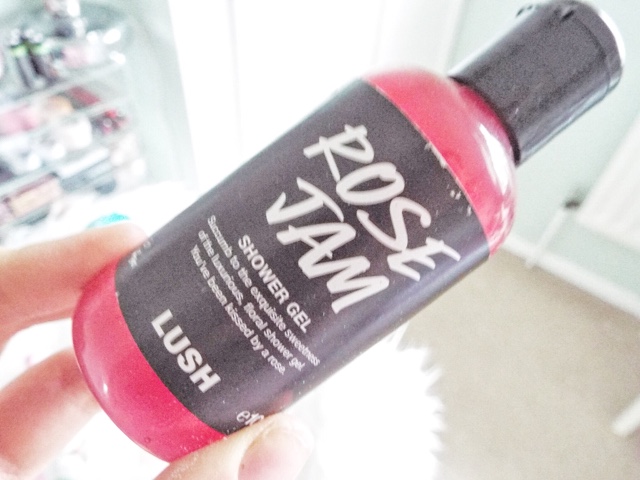 ROSE
JAM
SHOWER GEL
Succumb to the exquisite sweetness
of the luxurious, floral shower gel.
You've been kissed by a rose.
LUSH